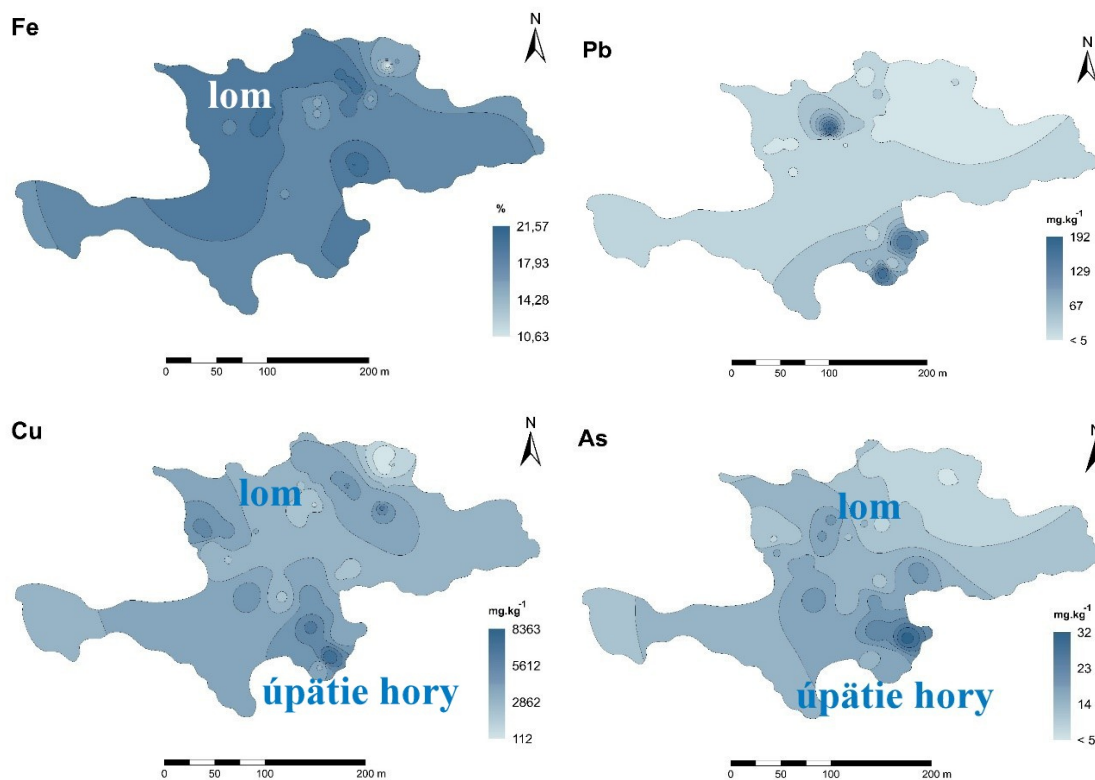 Fe
N
lom
%
21,57
17,93
14,28
10,63
0 50 100 200 m
Pb
N
mg.kg⁻¹
192
129
67
< 5
0 50 100 200 m
Cu
N
lom
mg.kg⁻¹
8363
5612
2862
112
úpätie hory
0 50 100 200 m
As
N
lom
mg.kg⁻¹
32
23
14
< 5
úpätie hory
0 50 100 200 m